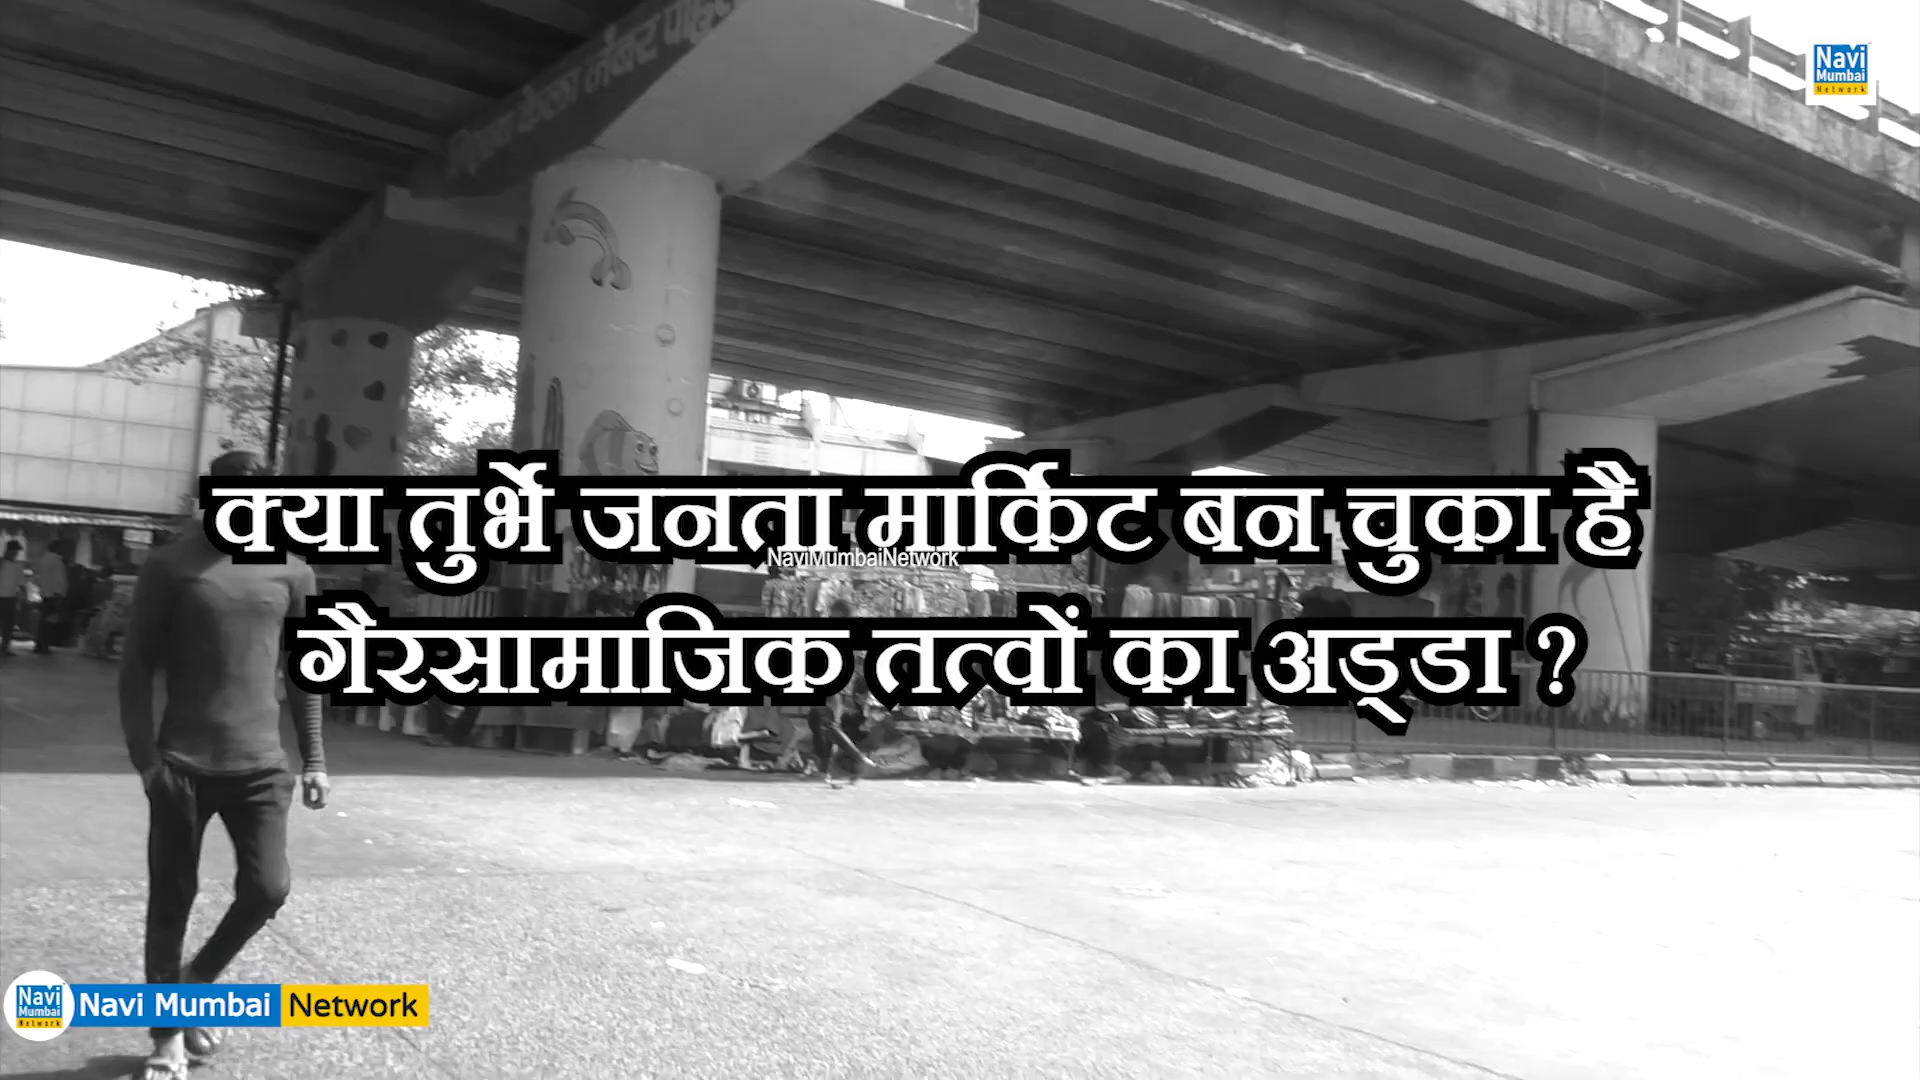 Navi
Mumbai
Network
क्या तुर्भे जनता मार्किट बन चुका है
NaviMumbaiNetwork
गैरसामाजिक तत्वों का अड्डा ?
Navi
Mumbai
Network
Navi Mumbai Network